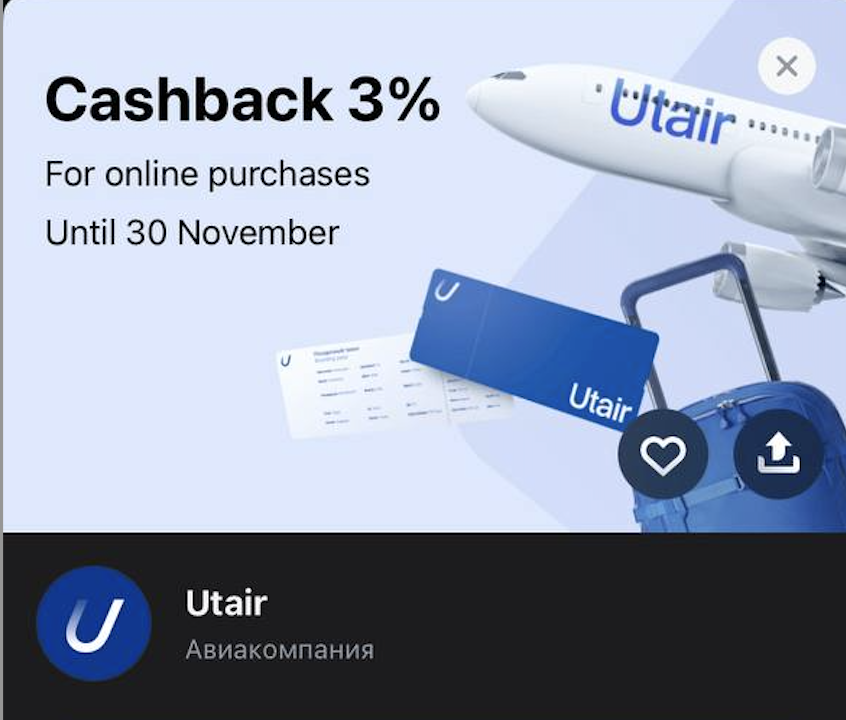 Cashback 3%
For online purchases
Until 30 November
Utair
Utair
Utair
Авиакомпания